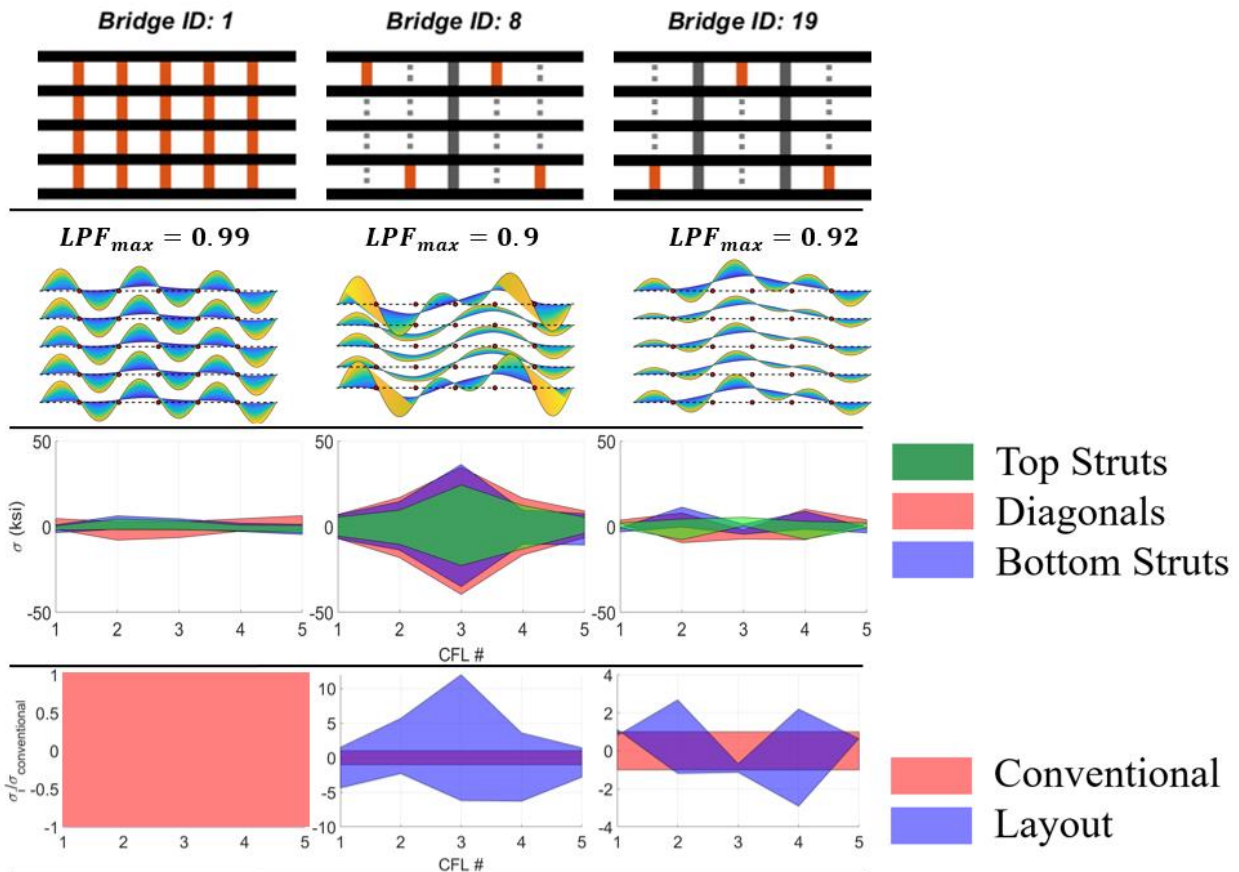 Bridge ID: 1
Bridge ID: 8
Bridge ID: 19
LPFmax = 0.99
LPFmax = 0.9
LPFmax = 0.92
σ (ksi)
50
0
-50
1 2 3 4 5
50
0
-50
1 2 3 4 5
CFL #
50
0
-50
1 2 3 4 5
Top Struts
Diagonals
Bottom Struts
σi/σconventional
1
0.5
0
-0.5
-1
1 2 3 4 5
10
5
0
-5
-10
1 2 3 4 5
CFL #
4
2
0
-2
-4
1 2 3 4 5
Conventional
Layout